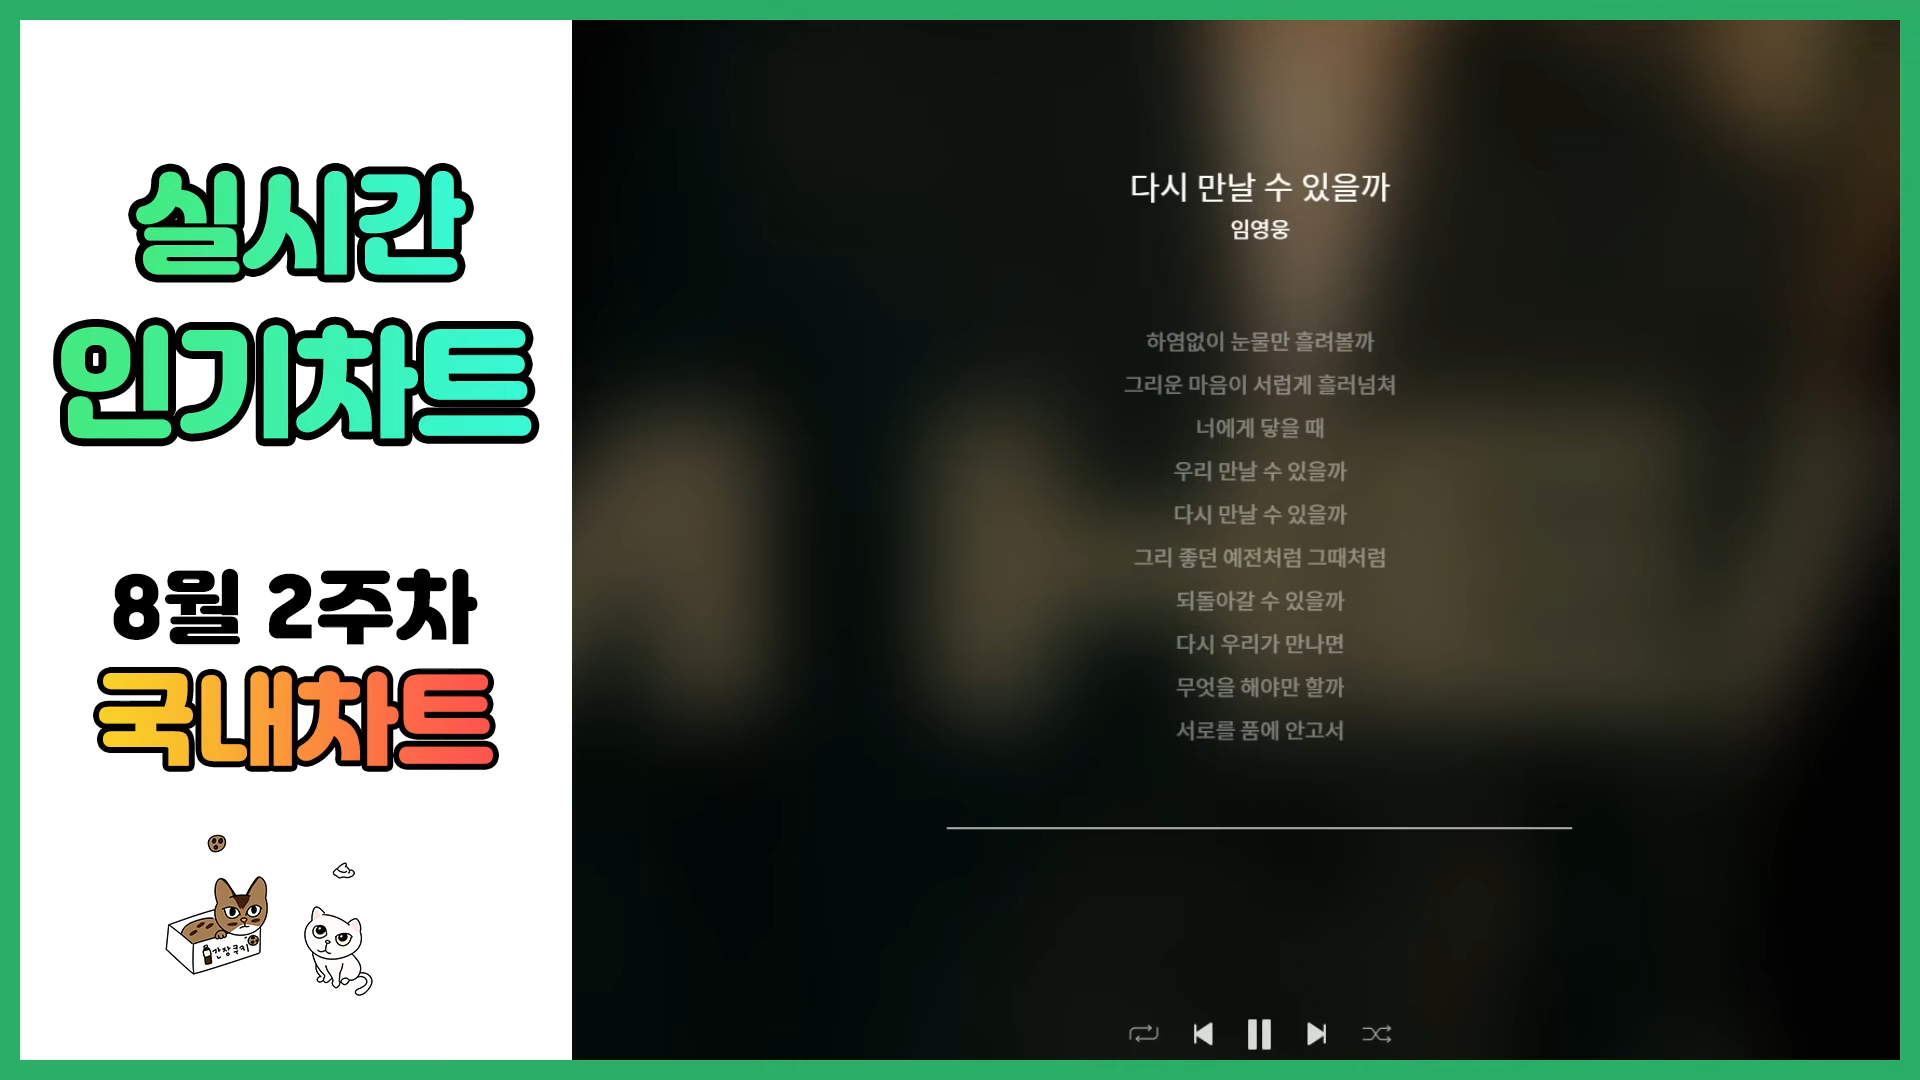 실시간
인기차트
8월 2주차
국내차트
간장쿠키
다시 만날 수 있을까
임영웅
하염없이 눈물만 흘려볼까
그리운 마음이 서럽게 흘러넘쳐
너에게 닿을 때
우리 만날 수 있을까
다시 만날 수 있을까
그리 좋던 예전처럼 그때처럼
되돌아갈 수 있을까
다시 우리가 만나면
무엇을 해야만 할까
서로를 품에 안고서